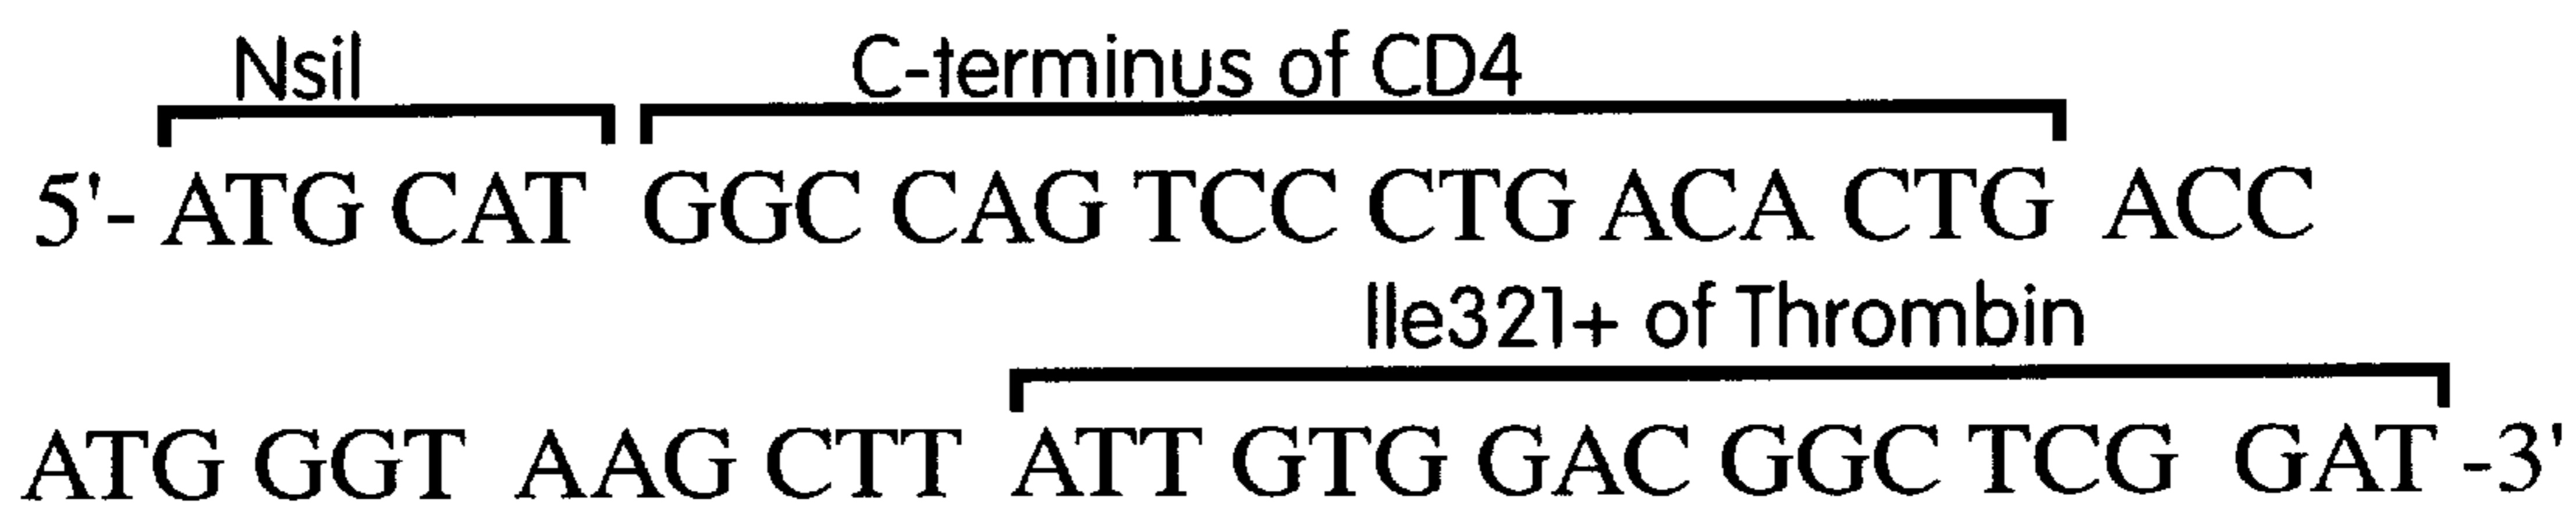 NsiI C-terminus of CD4
5'- ATG CAT GGC CAG TCC CTG ACA CTG ACC
Ile321+ of Thrombin
ATG GGT AAG CTT ATT GTG GAC GGC TCG GAT -3'